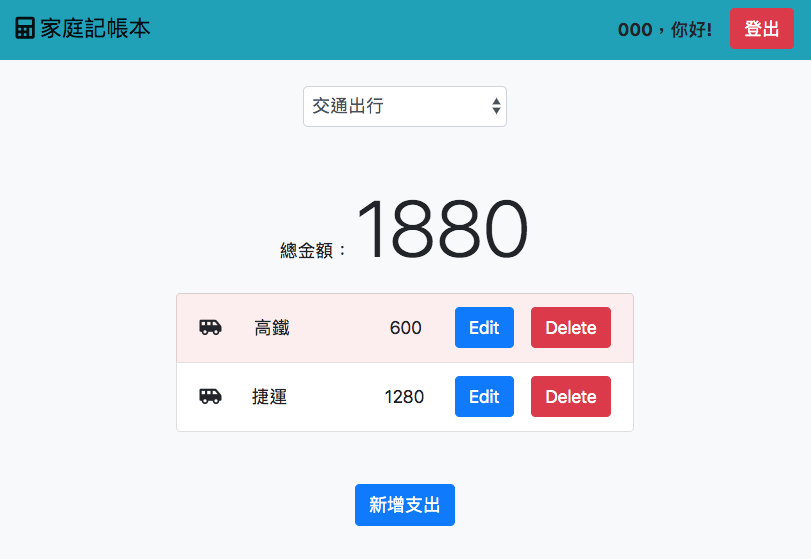 家庭記帳本
000，你好! 登出
交通出行
總金額： 1880
高鐵 600 Edit Delete
捷運 1280 Edit Delete
新增支出